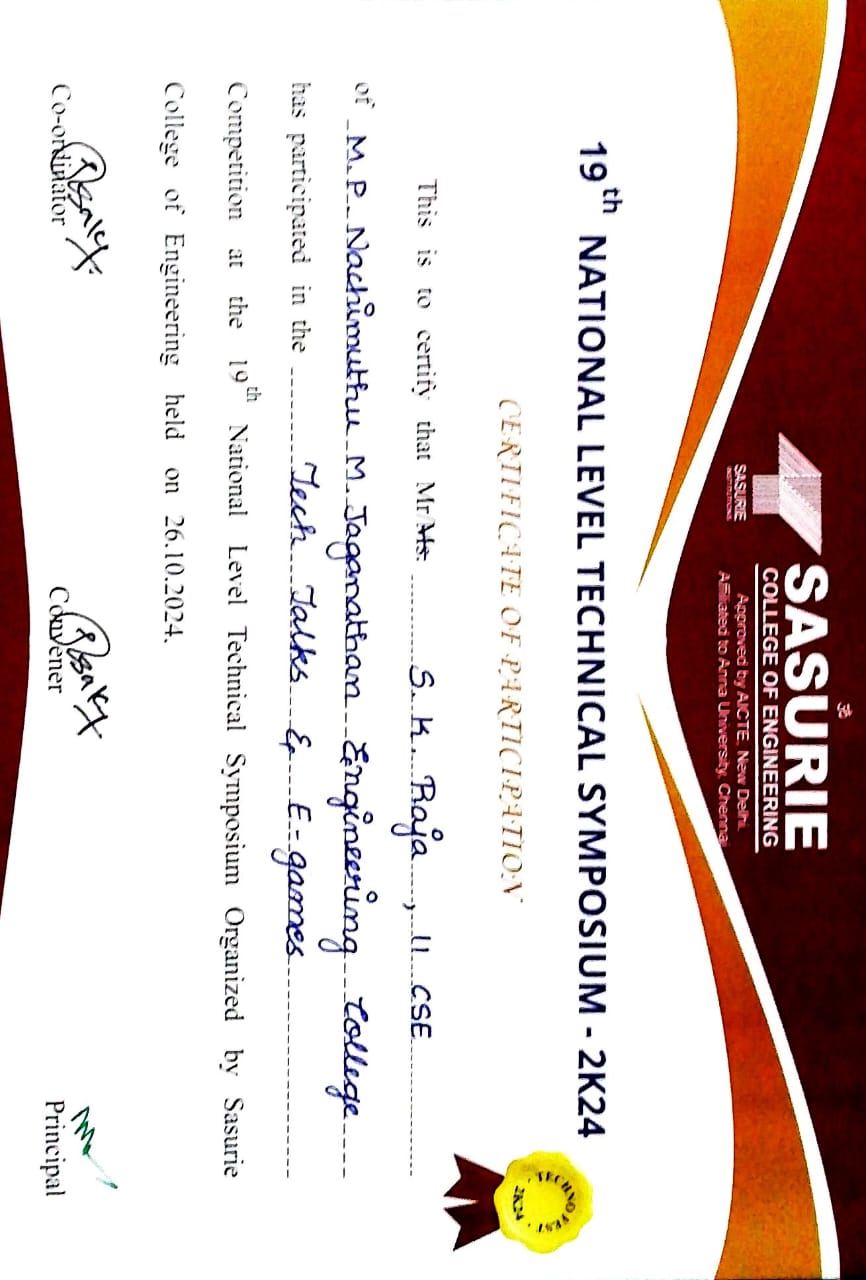 ॐ
SASURIE
COLLEGE OF ENGINEERING
Approved by AICTE, New Delhi,
Affiliated to Anna University, Chennai
SASURIE
INSTITUTIONS
19th NATIONAL LEVEL TECHNICAL SYMPOSIUM - 2K24
CERTIFICATE OF PARTICIPATION
TECHNO FEST
2K24
This is to certify that Mr/Ms. S. K. Raja, II CSE
of M.P. Nachimuthu M. Jaganathan Engineering College
has participated in the Tech Talks & E-games
Competition at the 19th National Level Technical Symposium Organized by Sasurie
College of Engineering held on 26.10.2024.
Co-ordinator
Convener
Principal